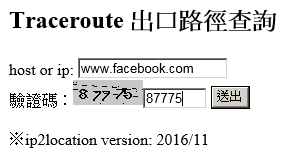 Traceroute 出口路徑查詢
host or ip: www.facebook.com
驗證碼： 87775 87775 送出
※ip2location version: 2016/11